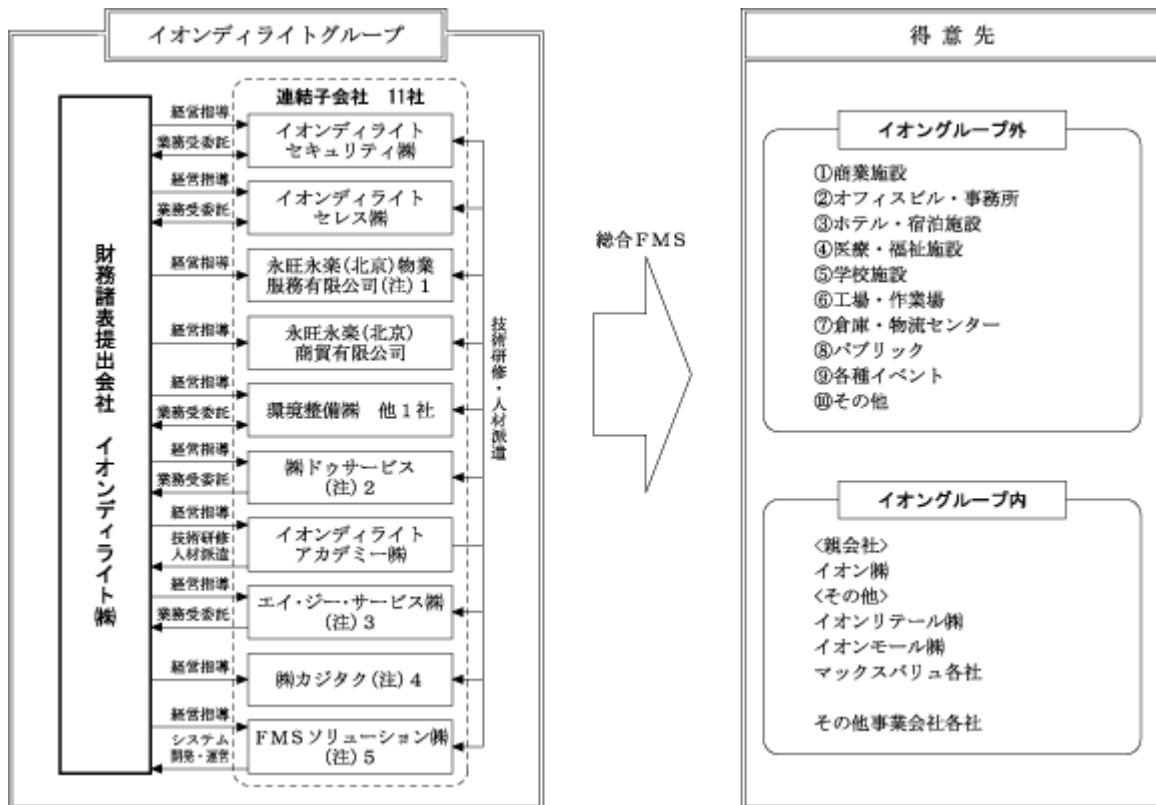 イオンディライトグループ
財務諸表提出会社 イオンディライト㈱
連結子会社 11社
経営指導
業務受委託
イオンディライト
セキュリティ㈱
経営指導
業務受委託
イオンディライト
セレス㈱
経営指導
永旺永楽(北京)物業
服務有限公司(注)1
経営指導
永旺永楽(北京)
商貿有限公司
経営指導
業務受委託
環境整備㈱ 他1社
経営指導
業務受委託
㈱ドゥサービス
(注)2
経営指導
技術研修
人材派遣
イオンディライト
アカデミー㈱
経営指導
業務受委託
エイ・ジー・サービス㈱
(注)3
経営指導
㈱カジタク(注)4
経営指導
システム
開発・運営
FMSソリューション㈱
(注)5
技術研修・人材派遣
総合FMS
得意先
イオングループ外
①商業施設
②オフィスビル・事務所
③ホテル・宿泊施設
④医療・福祉施設
⑤学校施設
⑥工場・作業場
⑦倉庫・物流センター
⑧パブリック
⑨各種イベント
⑩その他
イオングループ内
<親会社>
イオン㈱
<その他>
イオンリテール㈱
イオンモール㈱
マックスバリュ各社
その他事業会社各社